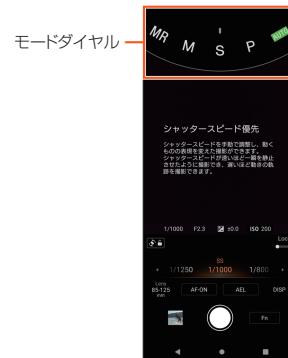 モードダイヤル
MR M S P AUTO
シャッタースピード優先
シャッタースピードを手動で調整し、動く
ものの表現を変えた撮影ができます。
シャッタースピードが速いほど一瞬を静止
させたように撮影でき、遅いほど動きの軌
跡を撮影できます。
1/1000 F2.3 ±0.0 ISO 200
Loc
SS
1/1250 1/1000 1/800
Lens
85-125
mm
AF-ON AEL DISP
Fn